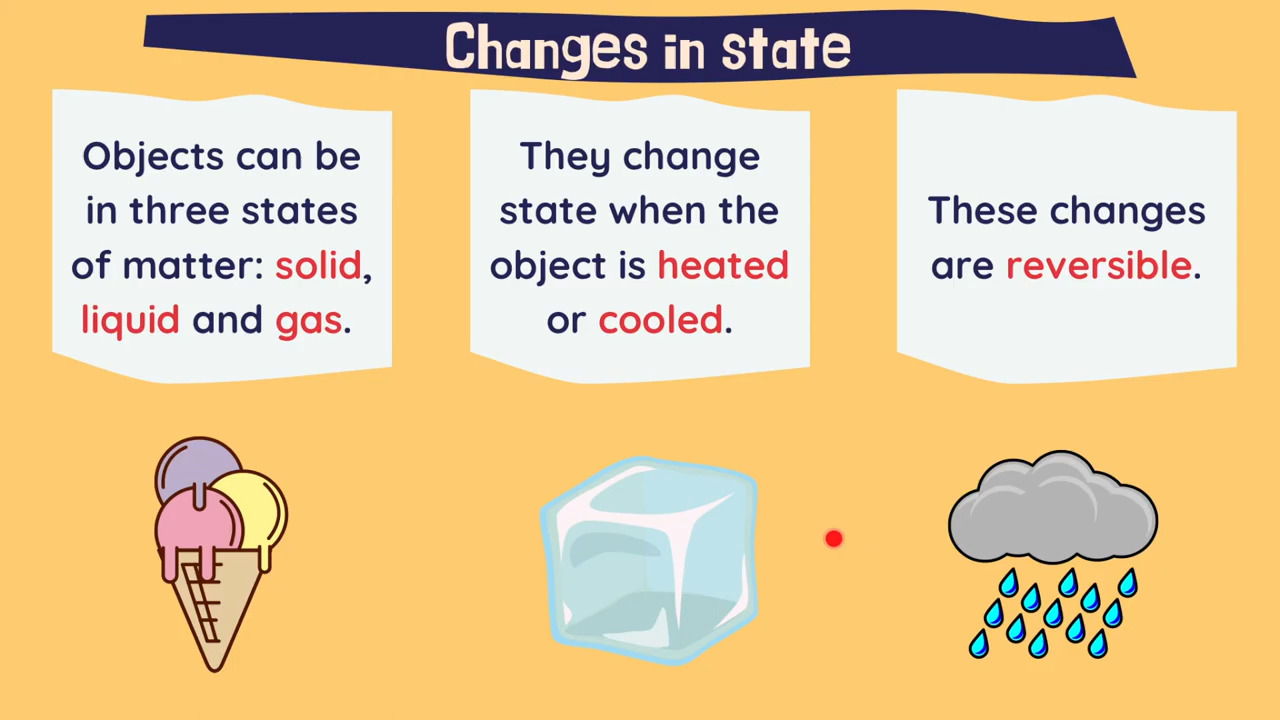 Changes in state
Objects can be
in three states
of matter: solid,
liquid and gas.
They change
state when the
object is heated
or cooled.
These changes
are reversible.